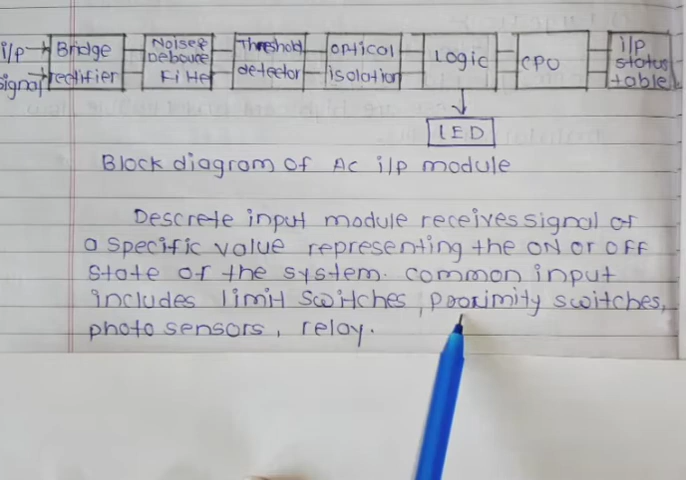 i/p Bridge Noise & Threshold optical Logic CPU i/p
signal rectifier Deboure detector isolation status
Filter table
LED
Block diagram of Ac i/p module
Descrete input module receives signal of
a specific value representing the ON or OFF
state of the system. common input
includes limit switches, prorimity switches,
photo sensors, relay.